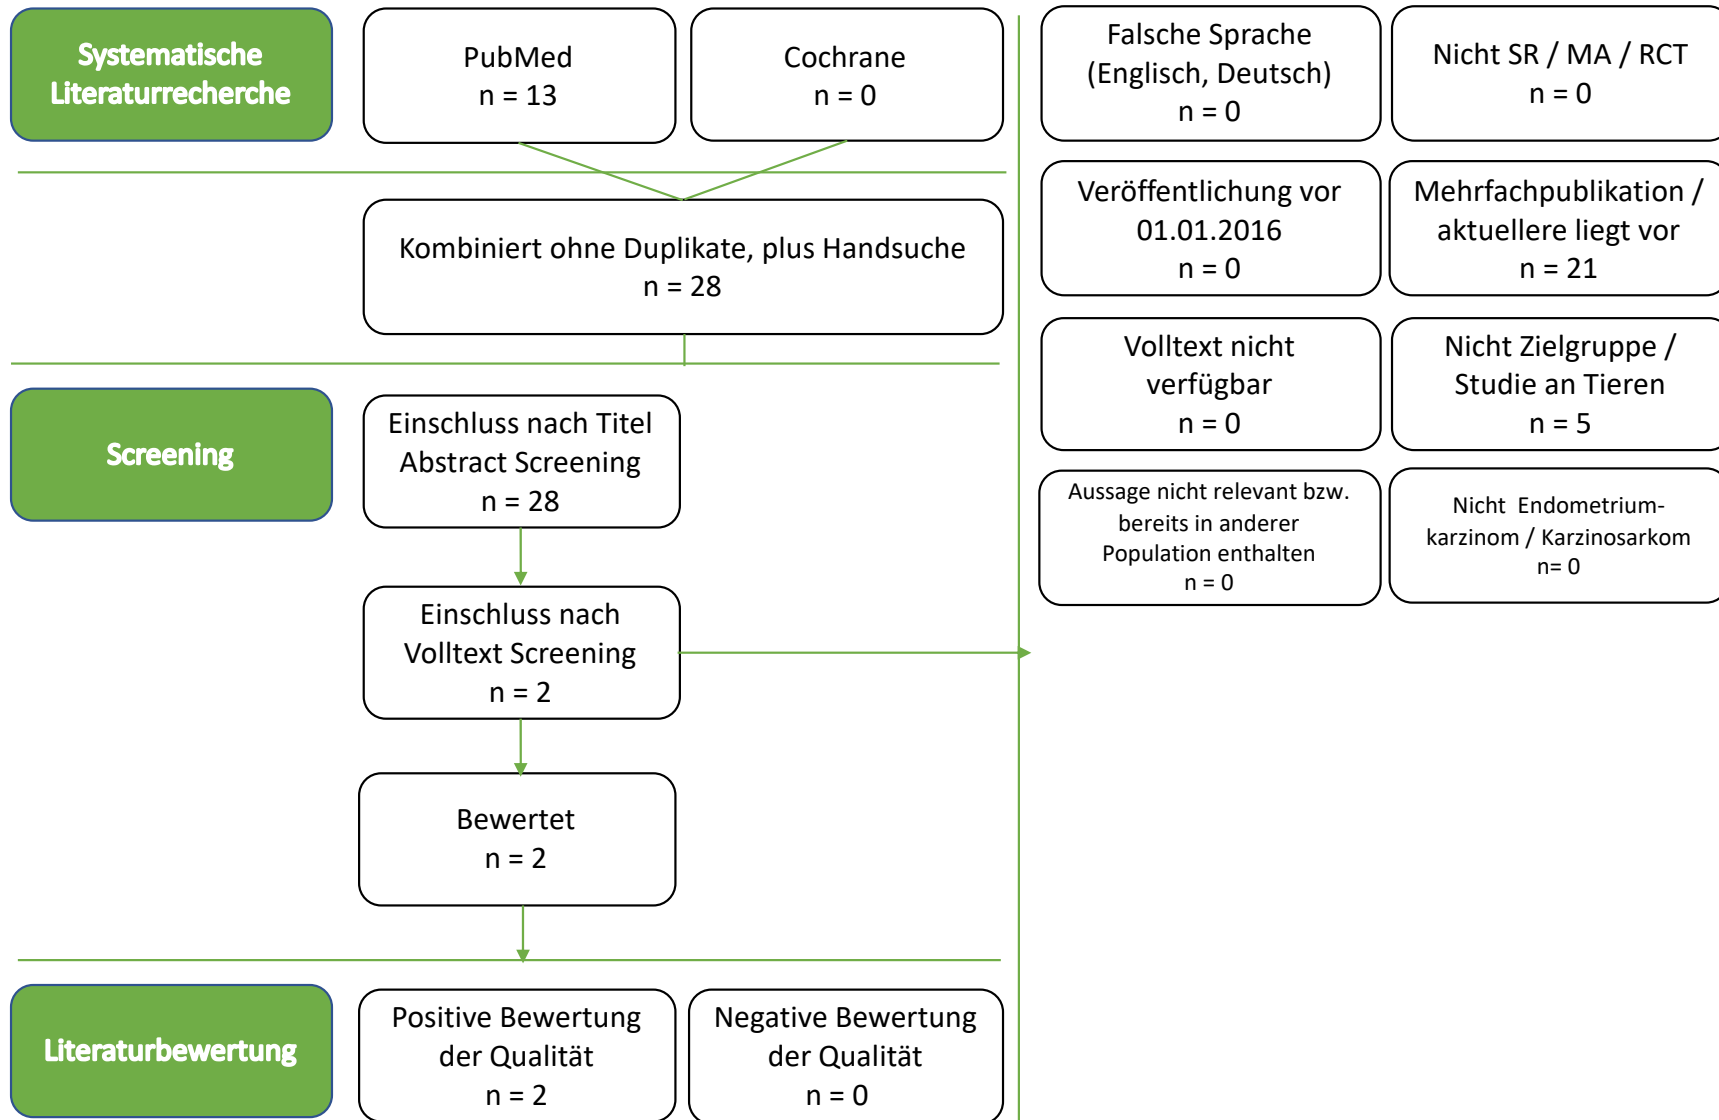 Systematische
Literaturrecherche
PubMed
n = 13
Cochrane
n = 0
Kombiniert ohne Duplikate, plus Handsuche
n = 28
Screening
Einschluss nach Titel
Abstract Screening
n = 28
Einschluss nach
Volltext Screening
n = 2
Bewertet
n = 2
Literaturbewertung
Positive Bewertung
der Qualität
n = 2
Negative Bewertung
der Qualität
n = 0
Falsche Sprache
(Englisch, Deutsch)
n = 0
Nicht SR / MA / RCT
n = 0
Veröffentlichung vor
01.01.2016
n = 0
Mehrfachpublikation /
aktuellere liegt vor
n = 21
Volltext nicht
verfügbar
n = 0
Nicht Zielgruppe /
Studie an Tieren
n = 5
Aussage nicht relevant bzw.
bereits in anderer
Population enthalten
n = 0
Nicht  Endometrium-
karzinom / Karzinosarkom
n= 0